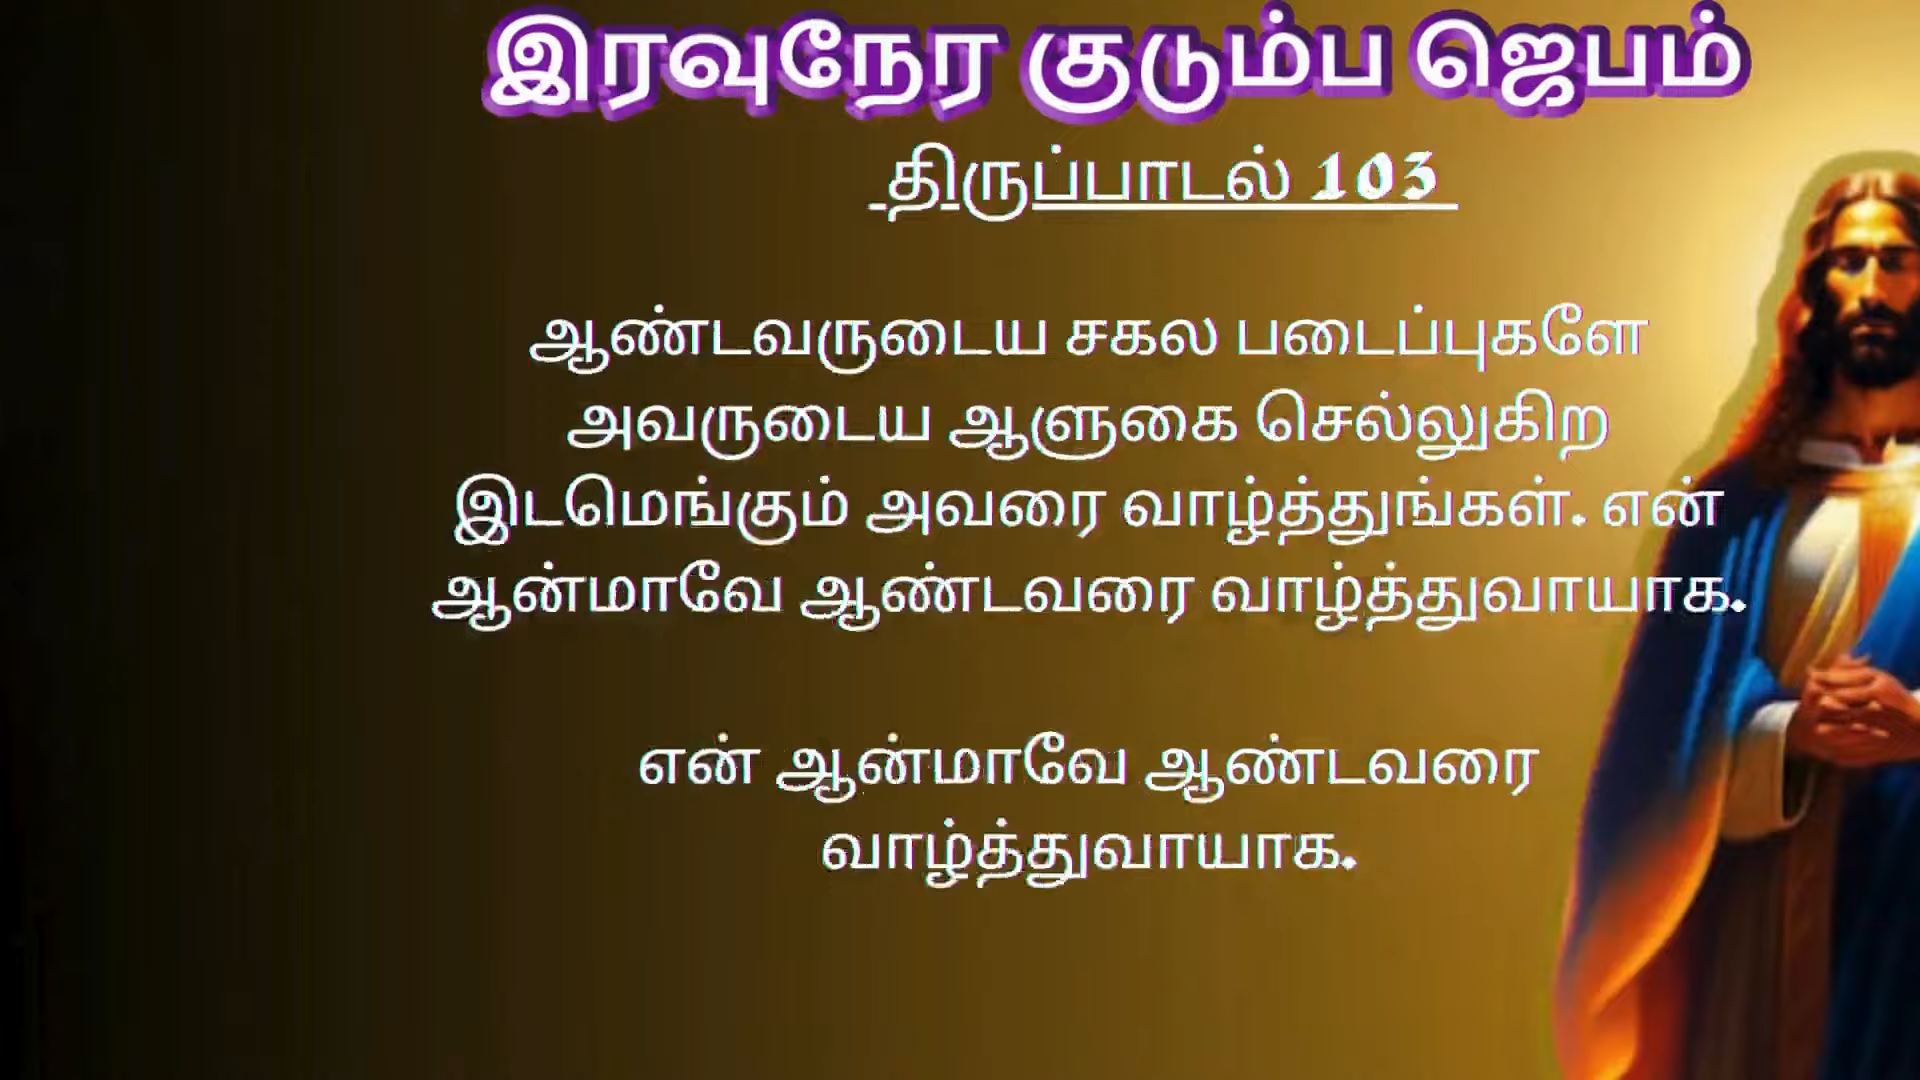 இரவுநேர குடும்ப ஜெபம்
திருப்பாடல் 103
ஆண்டவருடைய சகல படைப்புகளே
அவருடைய ஆளுகை செல்லுகிற
இடமெங்கும் அவரை வாழ்த்துங்கள். என்
ஆன்மாவே ஆண்டவரை வாழ்த்துவாயாக.
என் ஆன்மாவே ஆண்டவரை
வாழ்த்துவாயாக.